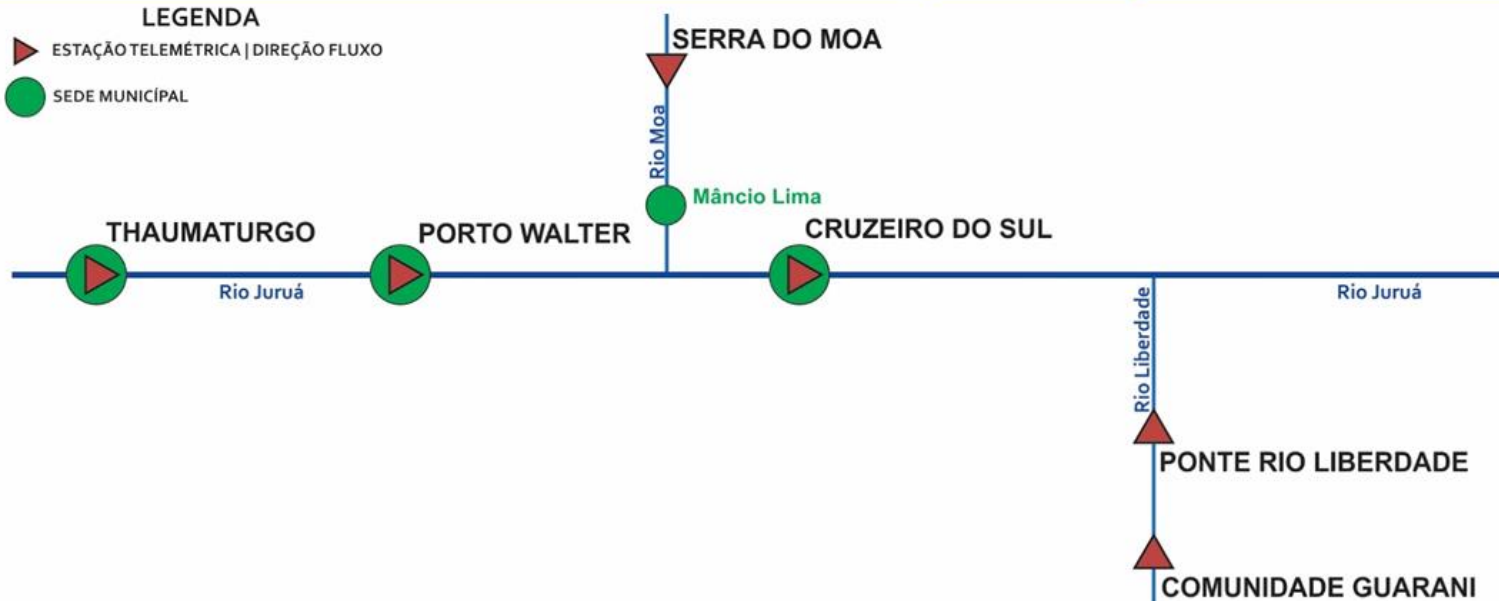 LEGENDA
ESTAÇÃO TELEMÉTRICA | DIREÇÃO FLUXO
SEDE MUNICÍPAL
SERRA DO MOA
Rio Moa
Mâncio Lima
THAUMATURGO
PORTO WALTER
CRUZEIRO DO SUL
Rio Juruá
Rio Juruá
Rio Liberdade
PONTE RIO LIBERDADE
COMUNIDADE GUARANI